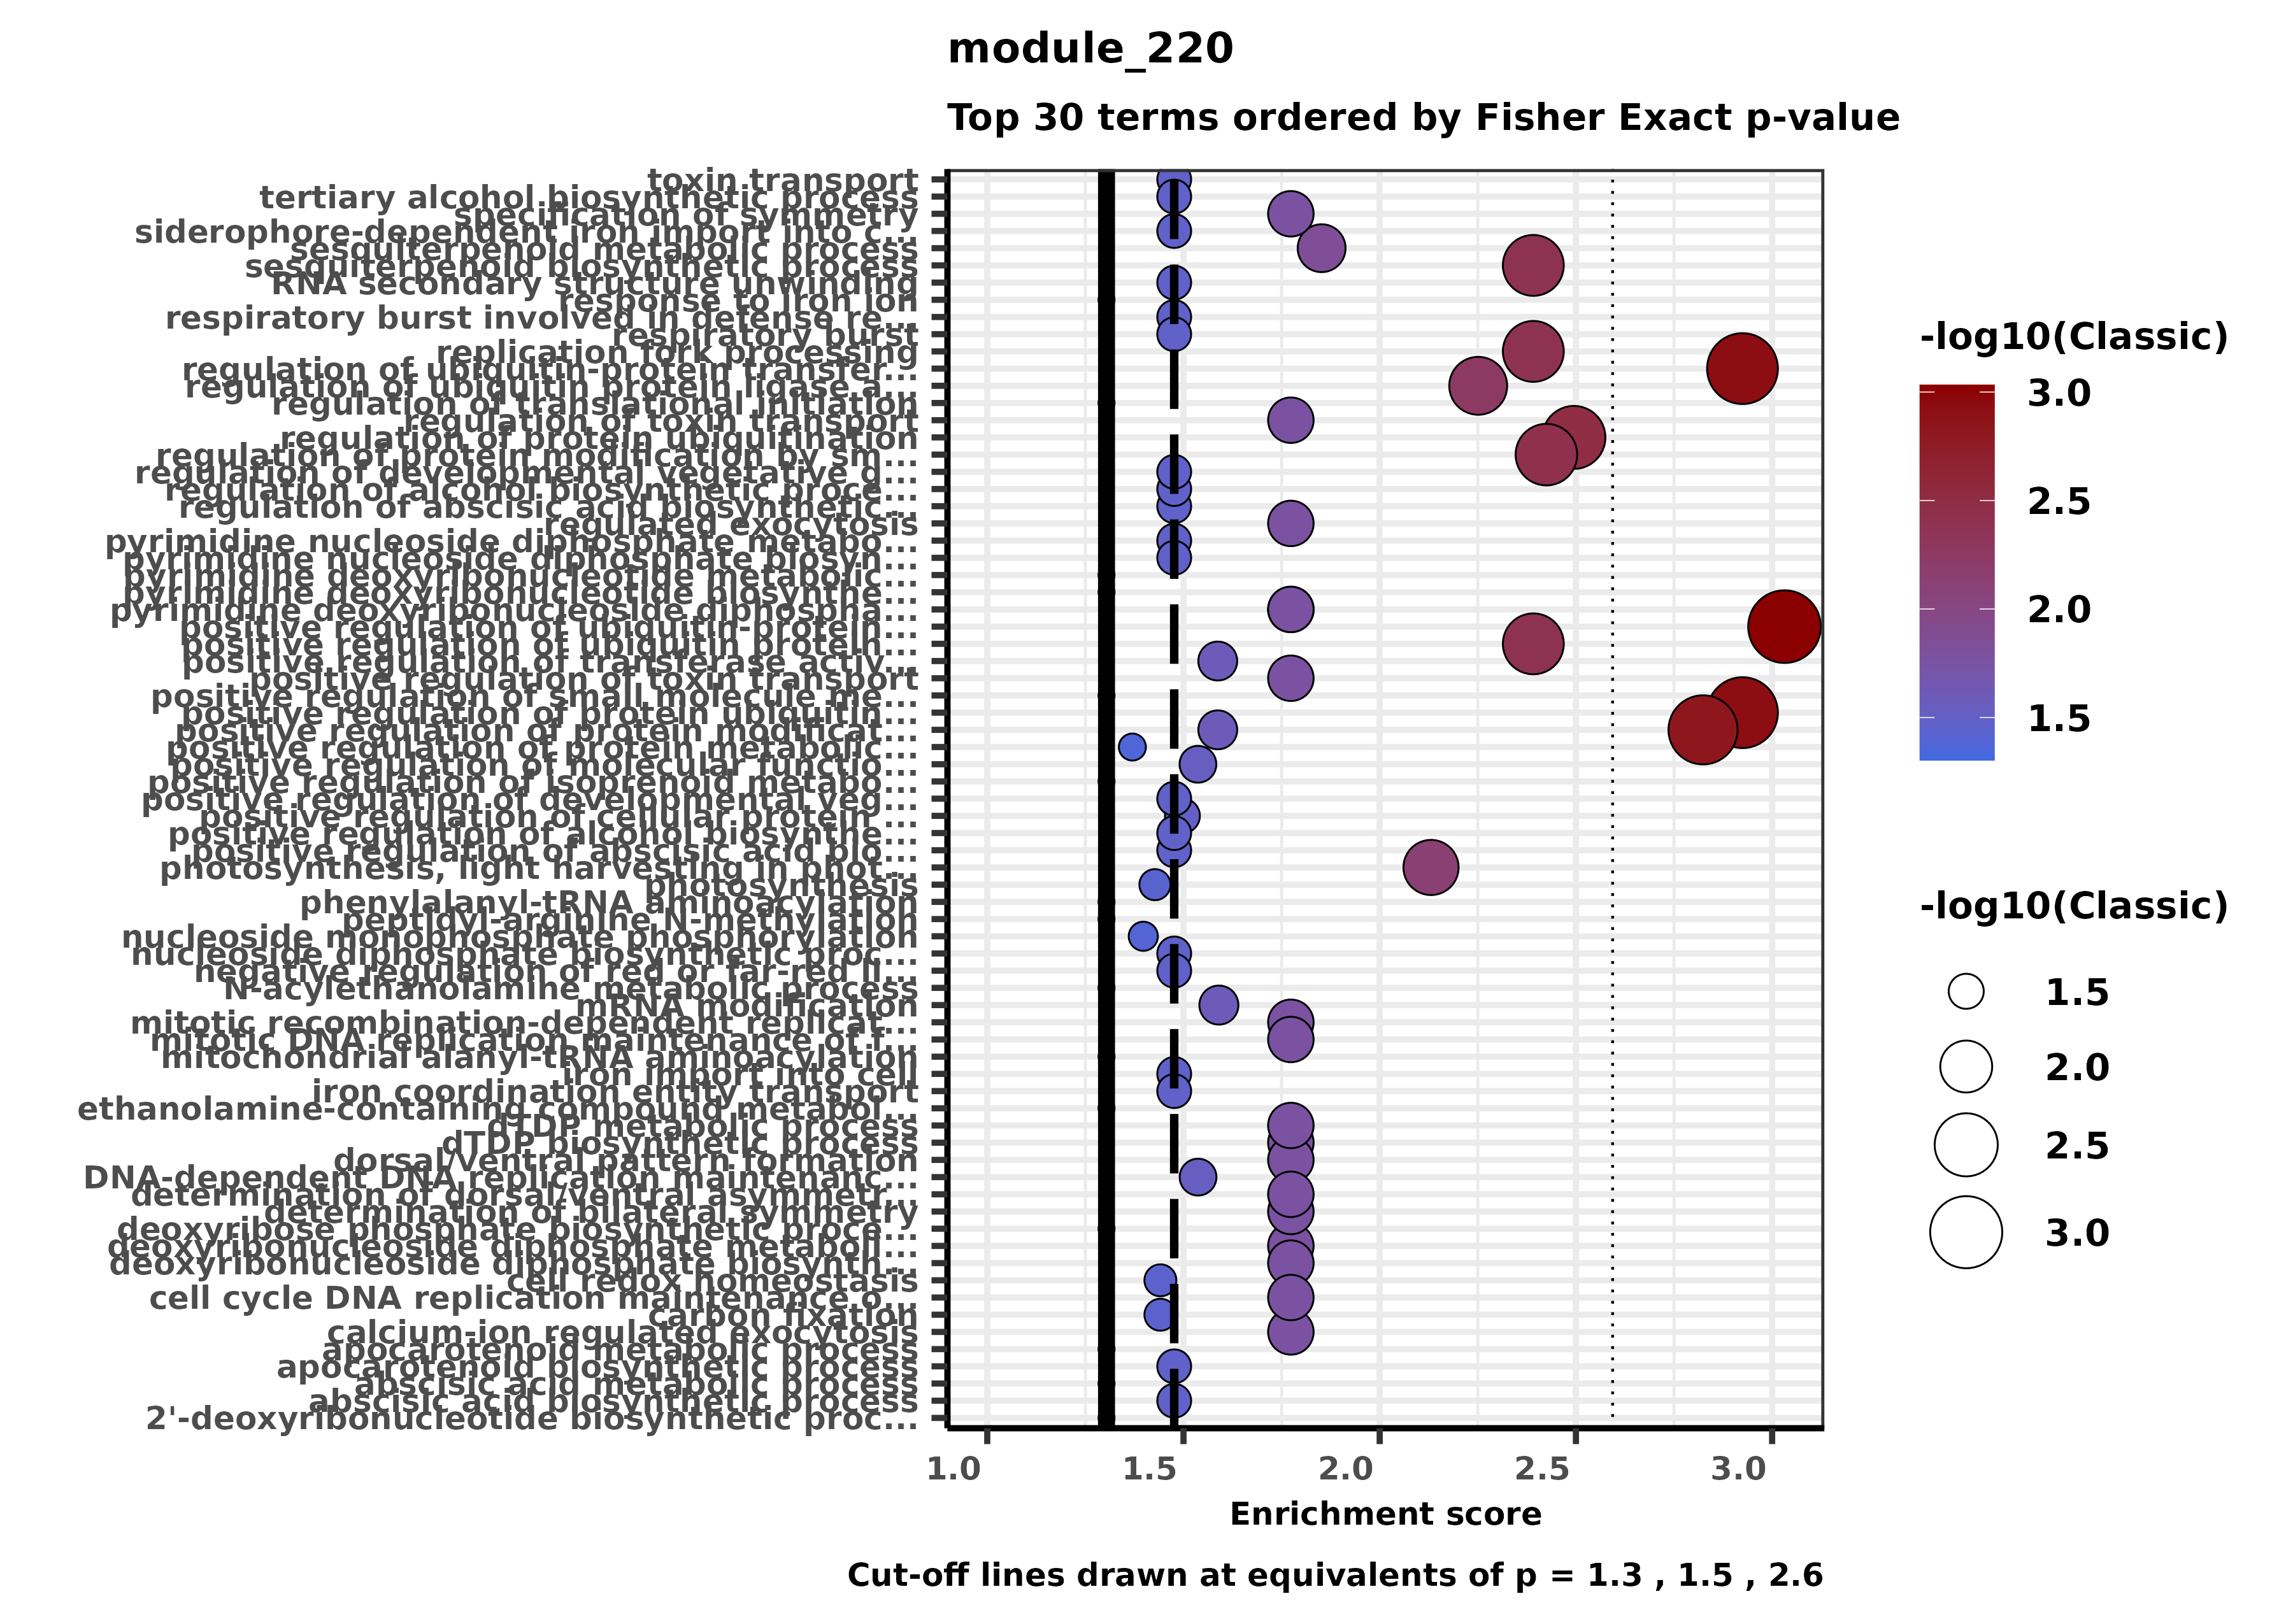 module_220
Top 30 terms ordered by Fisher Exact p-value
toxin transport
tertiary alcohol biosynthetic process
specification of symmetry
siderophore-dependent iron import into c...
sesquiterpenoid metabolic process
sesquiterpenoid biosynthetic process
RNA secondary structure unwinding
response to iron ion
respiratory burst involved in defense re...
respiratory burst
replication fork processing
regulation of ubiquitin-protein transfer...
regulation of ubiquitin protein ligase a...
regulation of translational initiation
regulation of toxin transport
regulation of protein ubiquitination
regulation of protein modification by sm...
regulation of developmental vegetative g...
regulation of alcohol biosynthetic proce...
regulation of abscisic acid biosynthetic...
regulated exocytosis
pyrimidine nucleoside diphosphate metabo...
pyrimidine nucleoside diphosphate biosyn...
pyrimidine deoxyribonucleotide metabolic...
pyrimidine deoxyribonucleotide biosynthe...
pyrimidine deoxyribonucleoside diphospha...
positive regulation of ubiquitin-protein...
positive regulation of ubiquitin protein...
positive regulation of transferase activ...
positive regulation of toxin transport
positive regulation of small molecule me...
positive regulation of protein ubiquitin...
positive regulation of protein modificat...
positive regulation of protein metabolic...
positive regulation of molecular functio...
positive regulation of isoprenoid metabo...
positive regulation of developmental veg...
positive regulation of cellular protein ...
positive regulation of alcohol biosynthe...
positive regulation of abscisic acid bio...
photosynthesis, light harvesting in phot...
photosynthesis
phenylalanyl-tRNA aminoacylation
peptidyl-arginine N-methylation
nucleoside monophosphate phosphorylation
nucleoside diphosphate biosynthetic proc...
negative regulation of red or far-red li...
N-acylethanolamine metabolic process
mRNA modification
mitotic recombination-dependent replicat...
mitotic DNA replication maintenance of f...
mitochondrial alanyl-tRNA aminoacylation
iron import into cell
iron coordination entity transport
ethanolamine-containing compound metabol...
dTDP metabolic process
dTDP biosynthetic process
dorsal/ventral pattern formation
DNA-dependent DNA replication maintenanc...
determination of dorsal/ventral asymmetr...
determination of bilateral symmetry
deoxyribose phosphate biosynthetic proce...
deoxyribonucleoside diphosphate metaboli...
deoxyribonucleoside diphosphate biosynth...
cell redox homeostasis
cell cycle DNA replication maintenance o...
carbon fixation
calcium-ion regulated exocytosis
apocarotenoid metabolic process
apocarotenoid biosynthetic process
abscisic acid metabolic process
abscisic acid biosynthetic process
2'-deoxyribonucleotide biosynthetic proc...
1.0 1.5 2.0 2.5 3.0
Enrichment score
Cut-off lines drawn at equivalents of p = 1.3 , 1.5 , 2.6
-log10(Classic)
3.0
2.5
2.0
1.5
-log10(Classic)
1.5
2.0
2.5
3.0